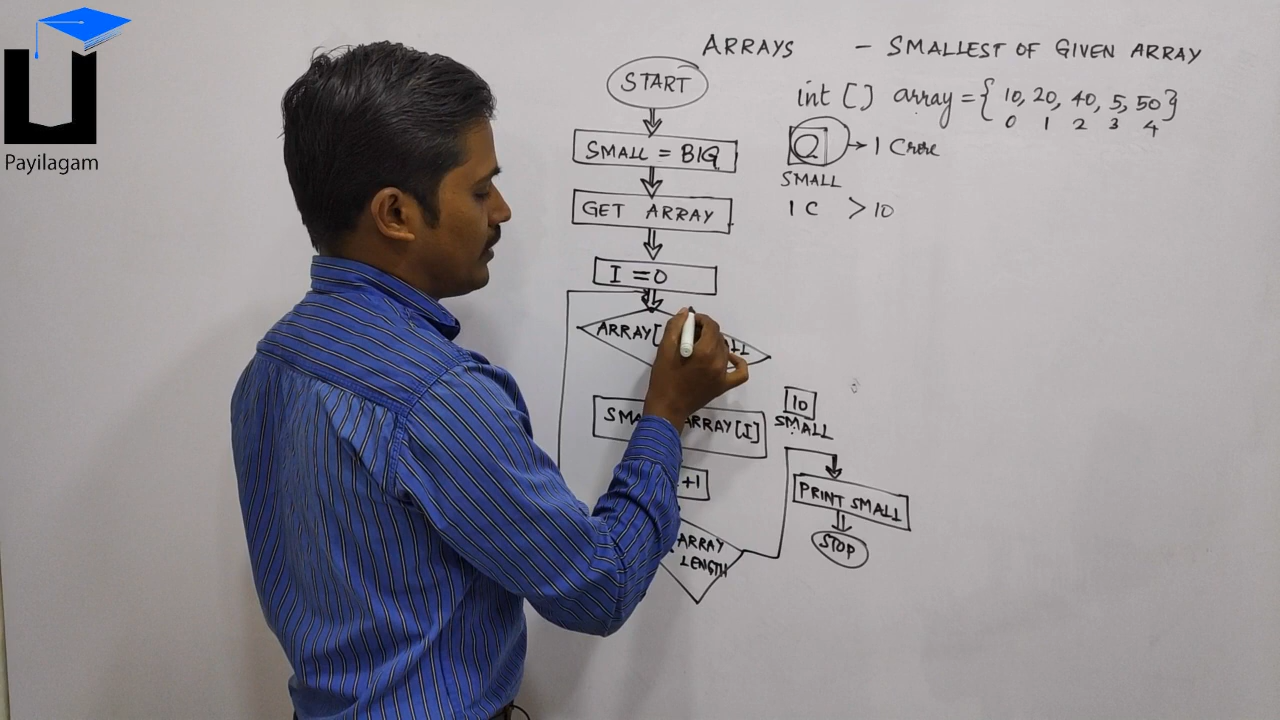 Payilagam
ARRAYS - SMALLEST OF GIVEN ARRAY
int [] array = { 10, 20, 40, 5, 50 }
0 1 2 3 4
→ 1 Crore
SMALL
1 C > 10
START
SMALL = BIG
GET ARRAY
I = 0
ARRAY[
SMALL ARRAY[I]
+1
ARRAY
LENGTH
10
SMALL
PRINT SMALL
STOP